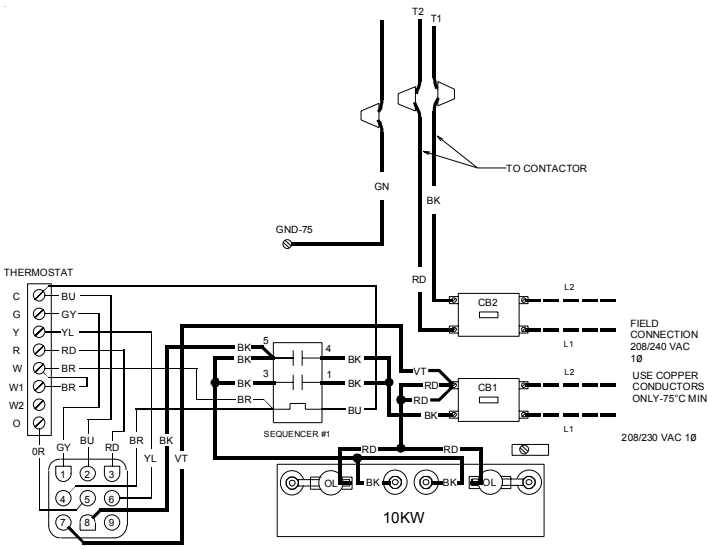 T2
T1
TO CONTACTOR
GN
BK
GND-75
RD
THERMOSTAT
C
BU
G
GY
Y
YL
R
RD
W
BR
W1
BR
W2
O
0R
GY
BU
RD
BR
YL
BK
VT
BK
5
4
BK
BK
3
1
BK
BK
BR
BU
SEQUENCER #1
VT
RD
RD
BK
CB2
L2
L1
FIELD
CONNECTION
208/240 VAC
1Ø
CB1
L2
L1
USE COPPER
CONDUCTORS
ONLY-75°C MIN
208/230 VAC 1Ø
RD
RD
1
2
3
4
5
6
7
8
9
OL
BK
BK
OL
10KW